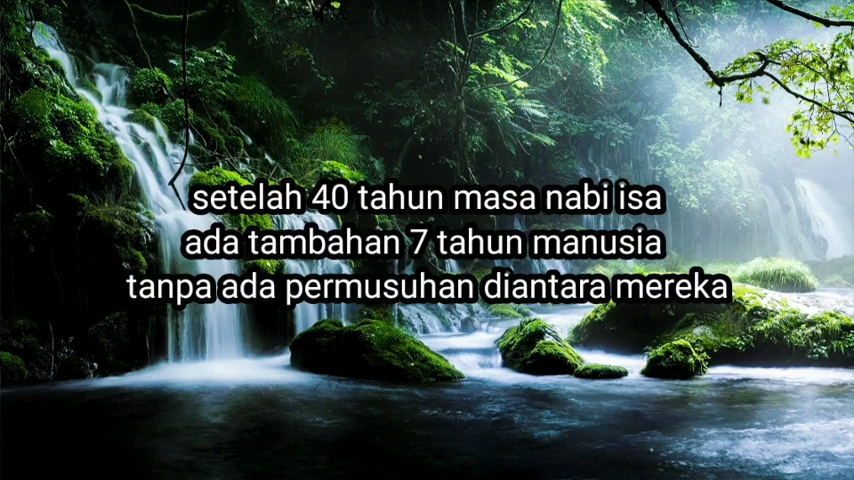 setelah 40 tahun masa nabi isa
ada tambahan 7 tahun manusia
tanpa ada permusuhan diantara mereka